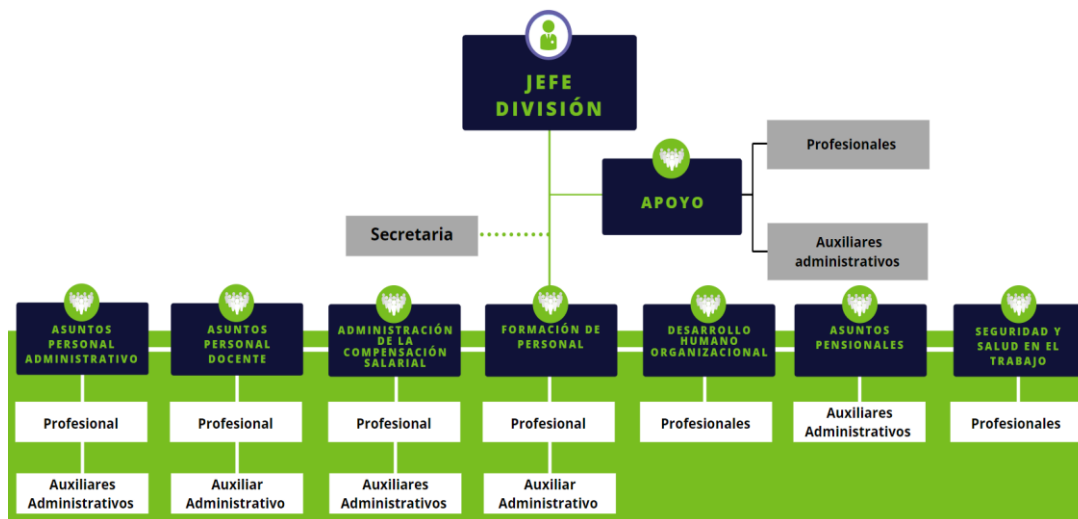 JEFE
DIVISIÓN
Profesionales
APOYO
Secretaria
Auxiliares
administrativos
ASUNTOS
PERSONAL
ADMINISTRATIVO
ASUNTOS
PERSONAL
DOCENTE
ADMINISTRACIÓN
DE LA
COMPENSACIÓN
SALARIAL
FORMACIÓN DE
PERSONAL
DESARROLLO
HUMANO
ORGANIZACIONAL
ASUNTOS
PENSIONALES
SEGURIDAD Y
SALUD EN EL
TRABAJO
Profesional
Profesional
Profesional
Profesional
Profesionales
Auxiliares
Administrativos
Profesionales
Auxiliares
Administrativos
Auxiliar
Administrativo
Auxiliares
Administrativos
Auxiliar
Administrativo